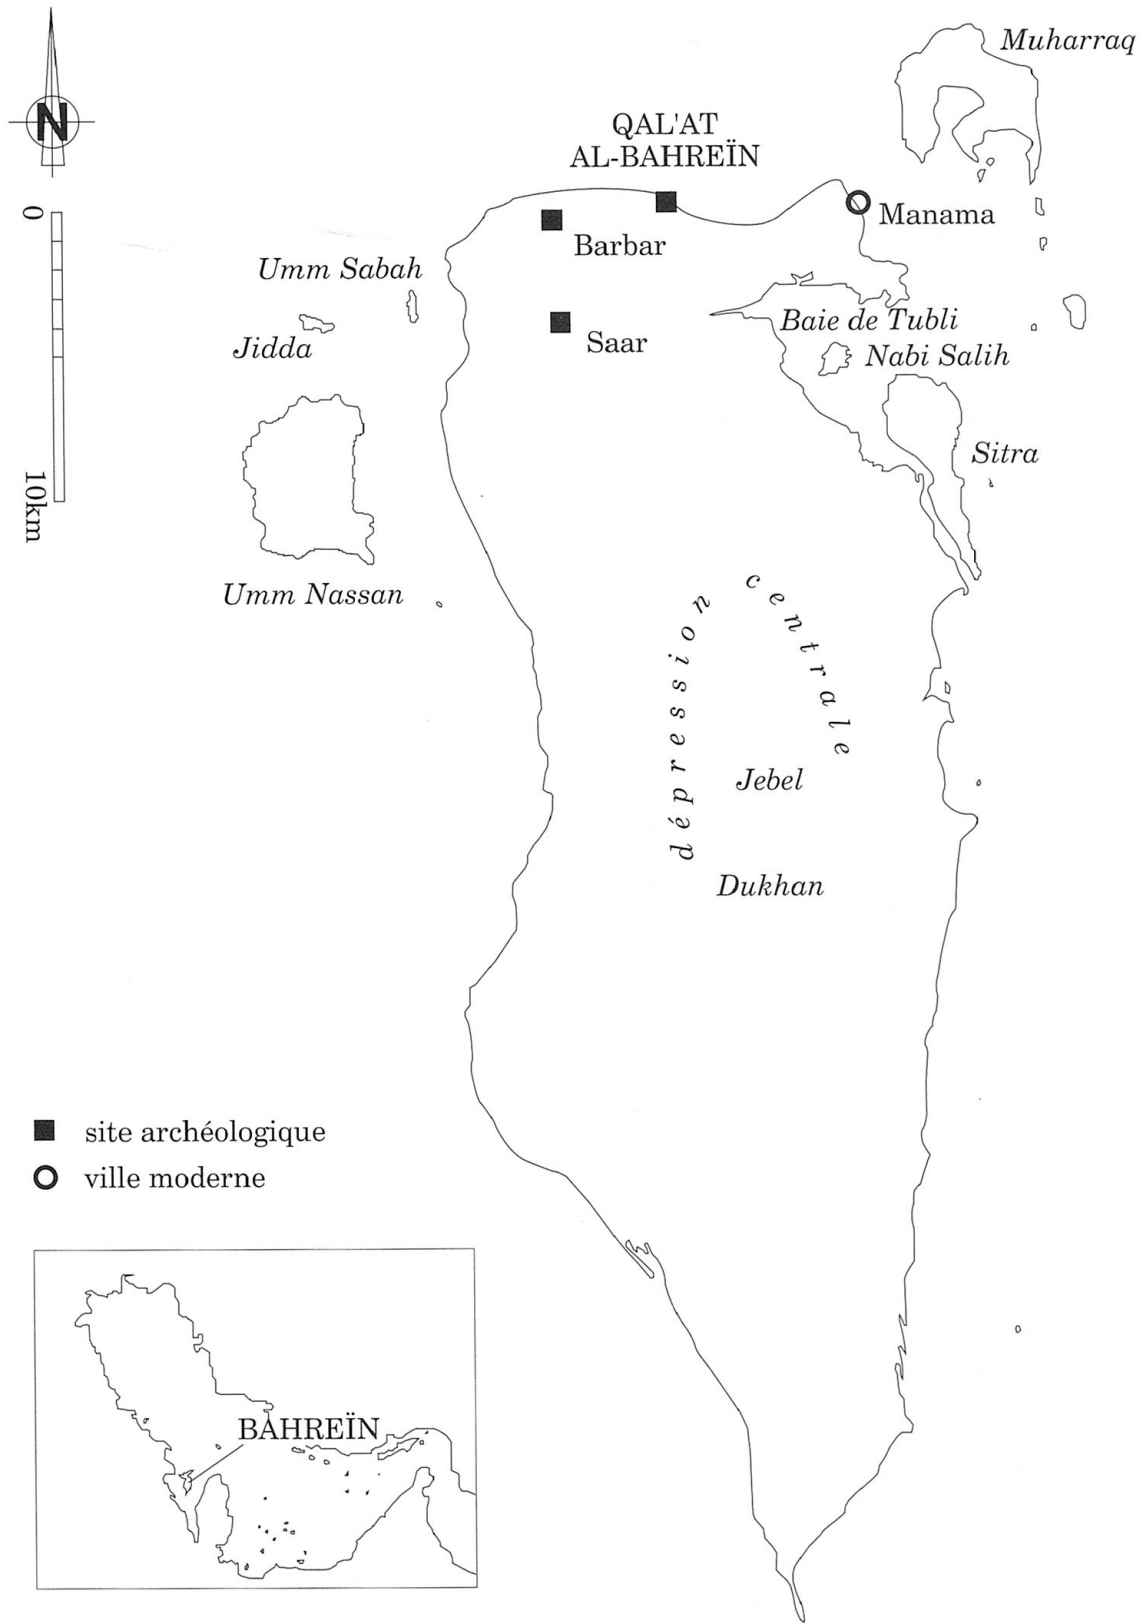 Muharraq
N
QAL'AT
AL-BAHREÏN
Manama
Barbar
0
Umm Sabah
Baie de Tubli
Saar
Jidda
Nabi Salih
Sitra
10km
Umm Nassan
dépression centrale
Jebel
Dukhan
site archéologique
ville moderne
BAHREÏN